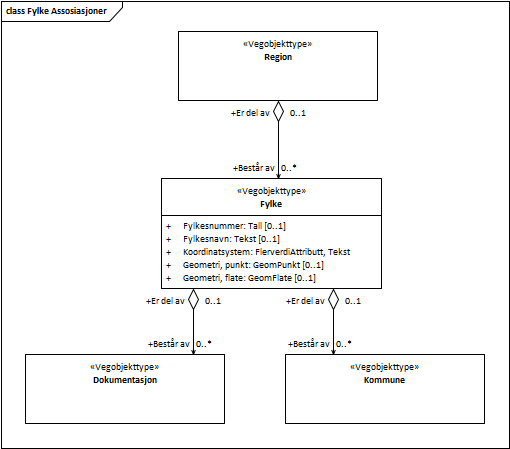 class Fylke Assosiasjoner
«Vegobjekttype»
Region
+Er del av 0..1
+Består av 0..*
«Vegobjekttype»
Fylke
+ Fylkesnummer: Tall [0..1]
+ Fylkesnavn: Tekst [0..1]
+ Koordinatsystem: FlerverdiAttributt, Tekst
+ Geometri, punkt: GeomPunkt [0..1]
+ Geometri, flate: GeomFlate [0..1]
+Er del av 0..1 +Er del av 0..1
+Består av 0..* +Består av 0..*
«Vegobjekttype» «Vegobjekttype»
Dokumentasjon Kommune